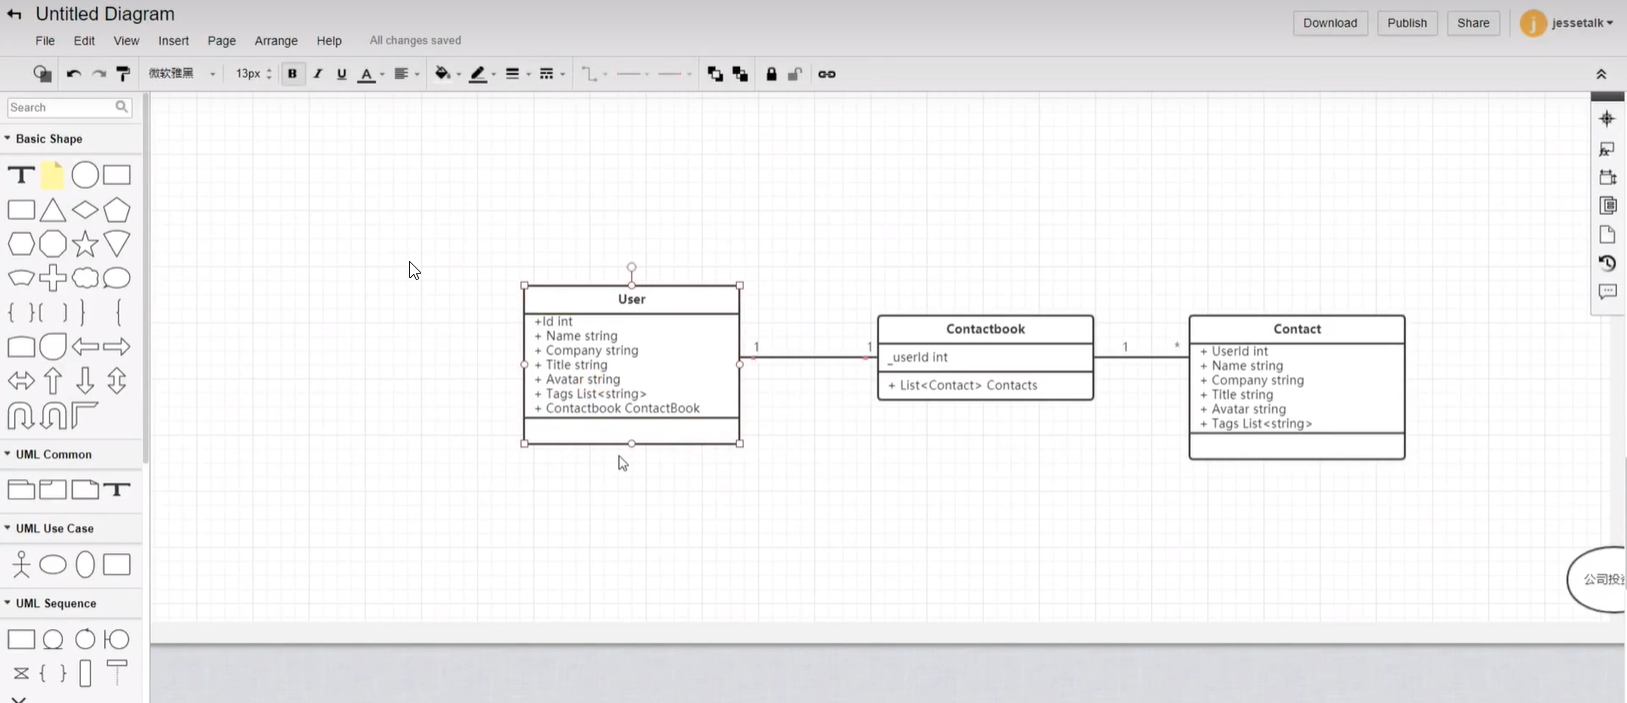 Untitled Diagram
Download
Publish
Share
j
jessetalk
File
Edit
View
Insert
Page
Arrange
Help
All changes saved
微软雅黑
13px
B
I
U
A
Search
Basic Shape
UML Common
UML Use Case
UML Sequence
User
+Id int
+ Name string
+ Company string
+ Title string
+ Avatar string
+ Tags List<string>
+ Contactbook ContactBook
1
1
Contactbook
_userId int
+ List<Contact> Contacts
1
*
Contact
+ UserId int
+ Name string
+ Company string
+ Title string
+ Avatar string
+ Tags List<string>
公司投